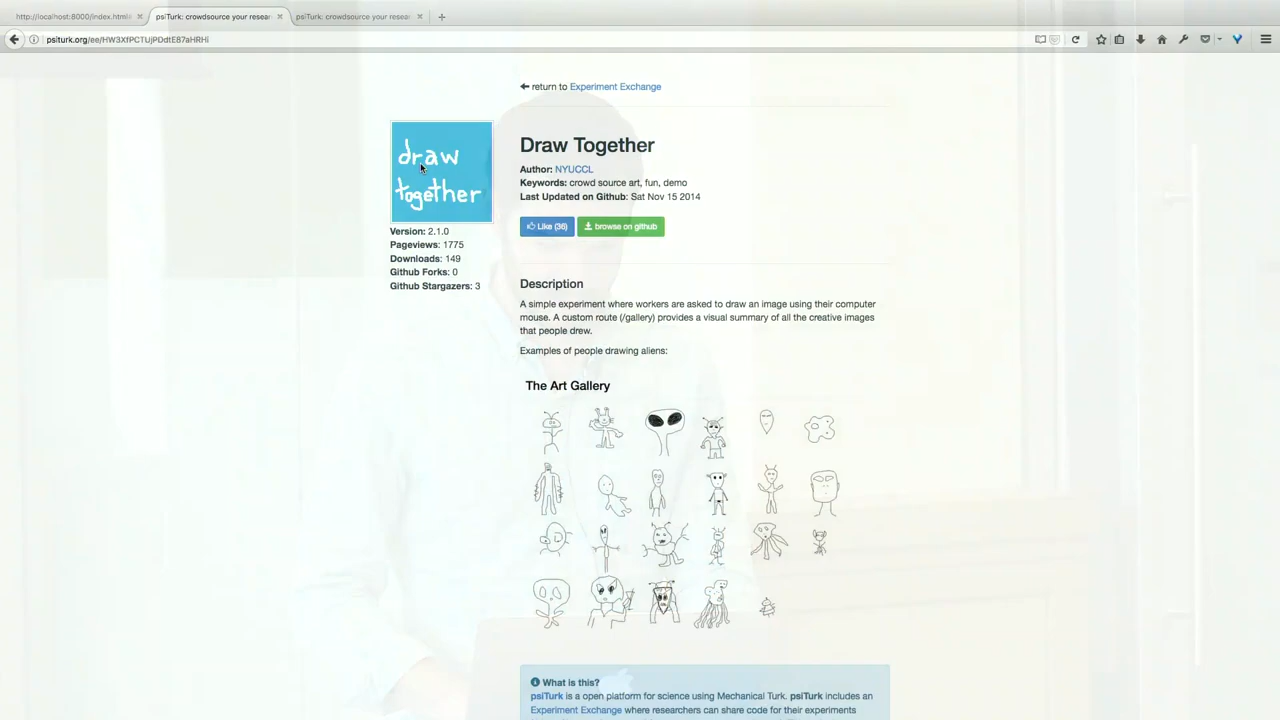 http://localhost:8000/index.html
psiTurk: crowdsource your resear
psiTurk: crowdsource your resear
psiturk.org/ee/HW3XfPCTUjPDdtE87aHRHi
return to Experiment Exchange
draw
together
Draw Together
Author: NYUCCL
Keywords: crowd source art, fun, demo
Last Updated on Github: Sat Nov 15 2014
Like (36)
browse on github
Version: 2.1.0
Pageviews: 1775
Downloads: 149
Github Forks: 0
Github Stargazers: 3
Description
A simple experiment where workers are asked to draw an image using their computer
mouse. A custom route (/gallery) provides a visual summary of all the creative images
that people drew.
Examples of people drawing aliens:
The Art Gallery
What is this?
psiTurk is a open platform for science using Mechanical Turk. psiTurk includes an
Experiment Exchange where researchers can share code for their experiments